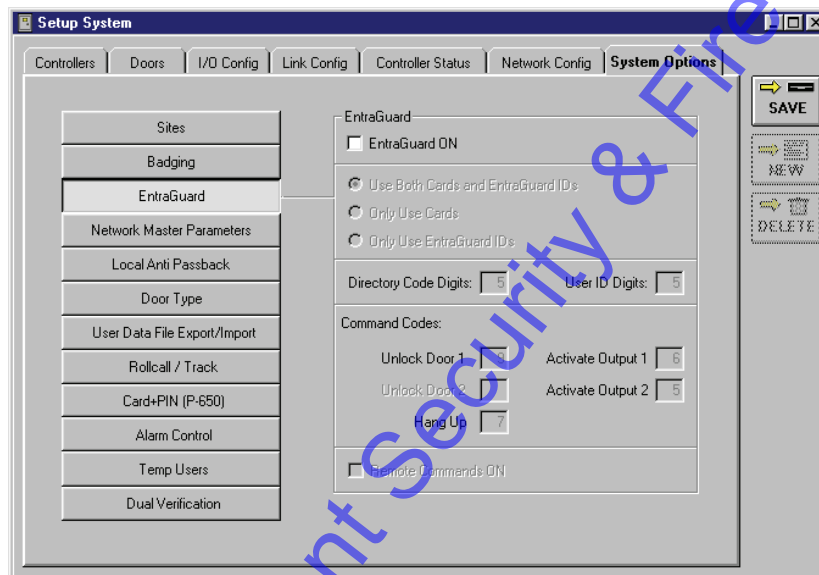 Setup System
Controllers
Doors
I/O Config
Link Config
Controller Status
Network Config
System Options
Sites
Badging
EntraGuard
Network Master Parameters
Local Anti Passback
Door Type
User Data File Export/Import
Rollcall / Track
Card+PIN (P-650)
Alarm Control
Temp Users
Dual Verification
EntraGuard
EntraGuard ON
Use Both Cards and EntraGuard IDs
Only Use Cards
Only Use EntraGuard IDs
Directory Code Digits: 5 User ID Digits: 5
Command Codes:
Unlock Door 1 9 Activate Output 1 6
Unlock Door 2 Activate Output 2 5
Hang Up 7
Remote Commands ON
SAVE
NEW
DELETE
nt Security & Fire